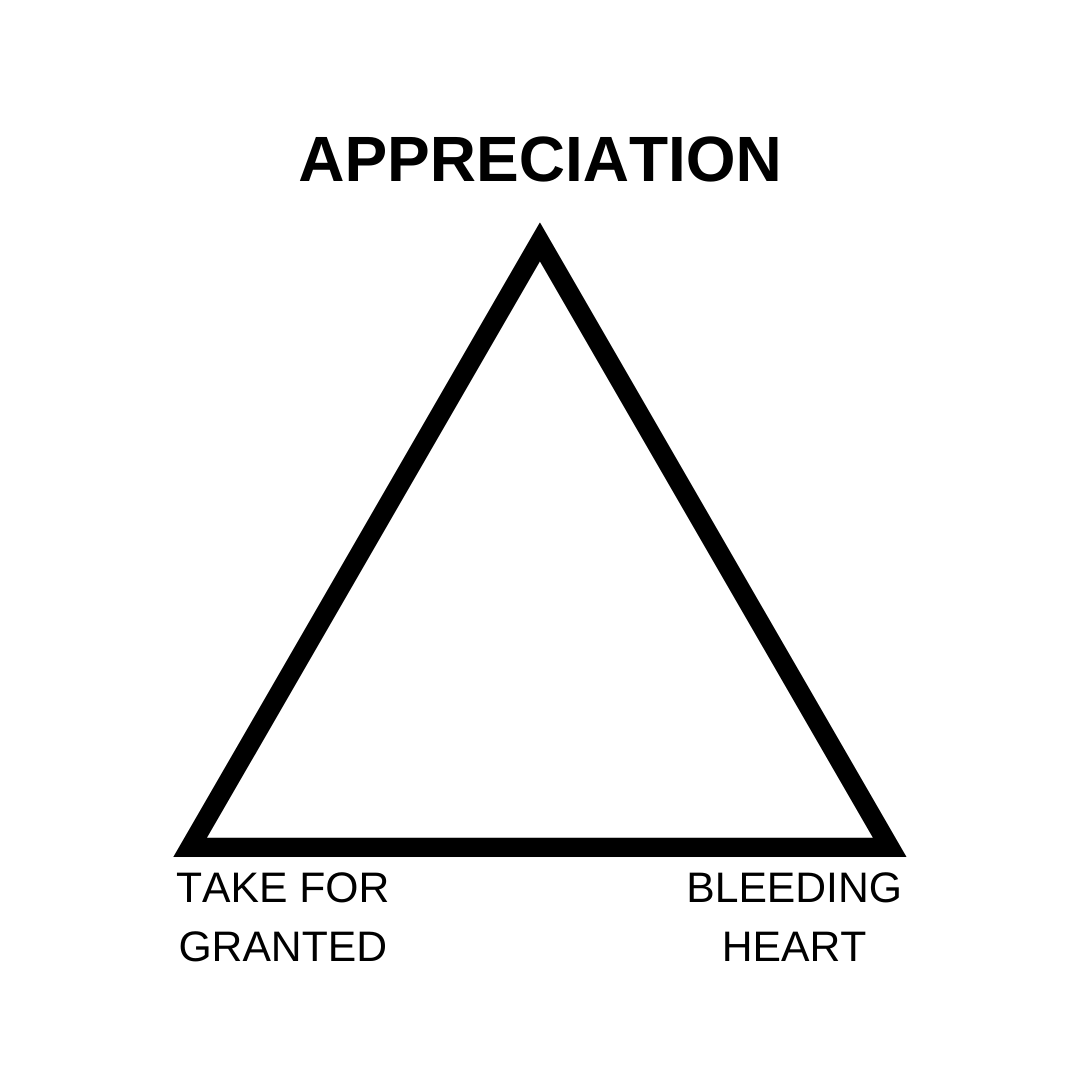 APPRECIATION
TAKE FOR
GRANTED
BLEEDING
HEART